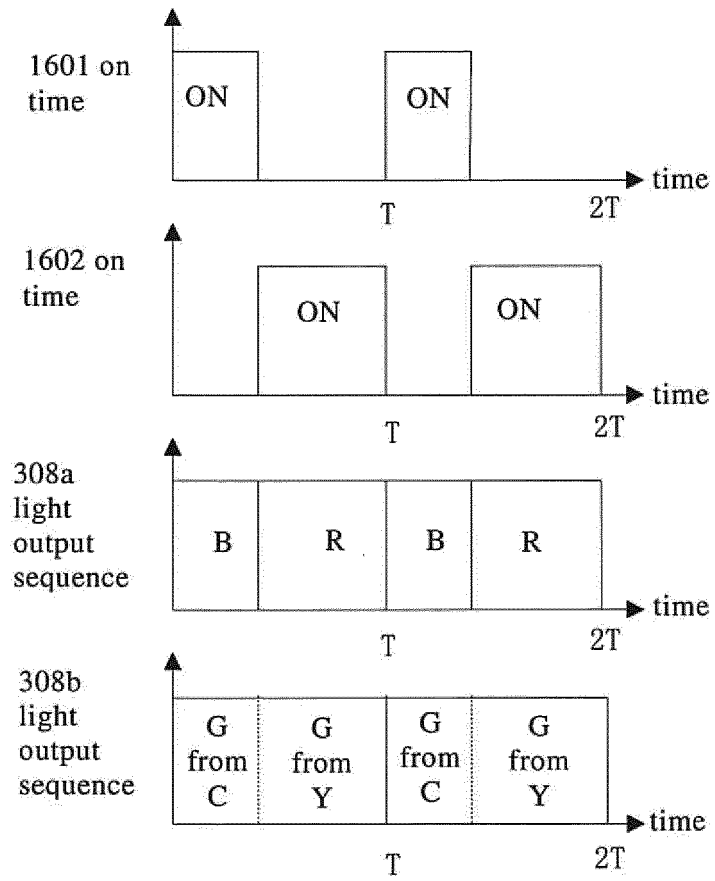 1601 on
time
ON
ON
time
T
2T
1602 on
time
ON
ON
time
T
2T
308a
light
output
sequence
B
R
B
R
time
T
2T
308b
light
output
sequence
G
from
C
G
from
Y
G
from
C
G
from
Y
time
T
2T